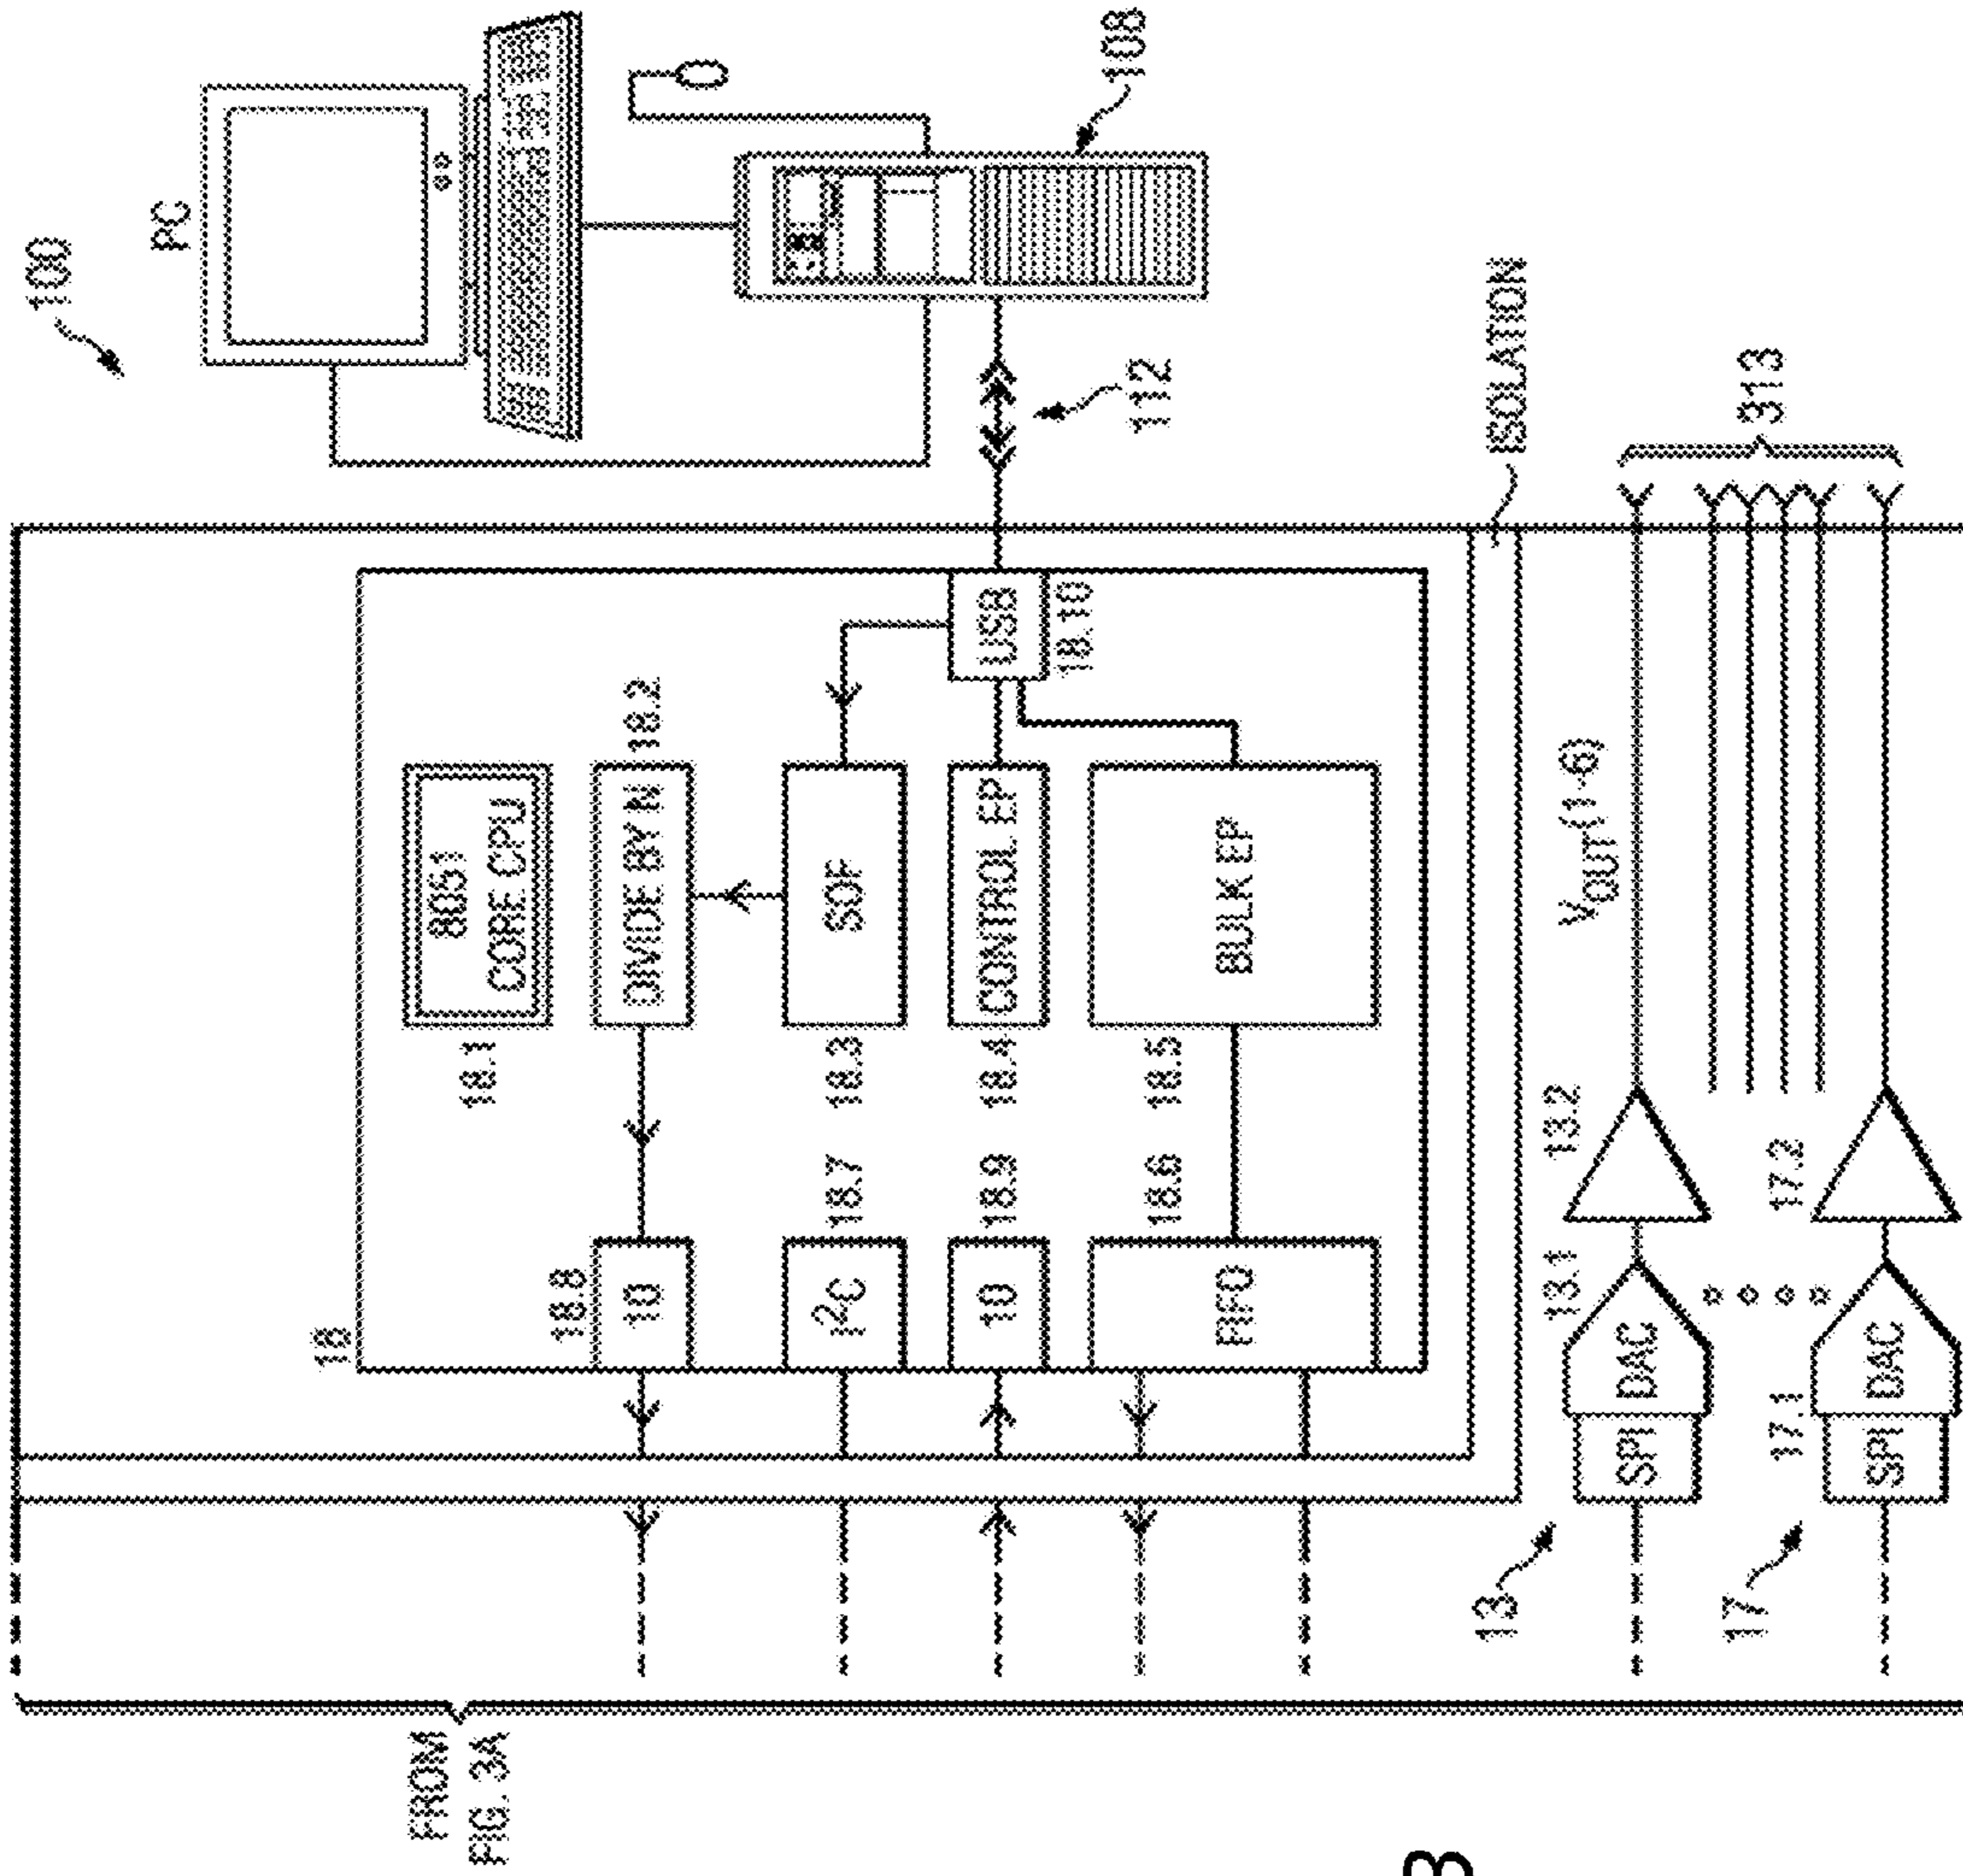 100
PC
108
112
ISOLATION
313
18
18.1
8051
CORE CPU
18.8
10
DIVIDE BY N
18.2
18.7
I²C
18.3
SOF
18.9
10
18.4
CONTROL EP
USB
18.10
18.6
FIFO
18.5
BULK EP
13
SPI
DAC
13.1
13.2
VOUT(1-6)
17
17.1
SPI
DAC
17.2
FROM
FIG. 3A